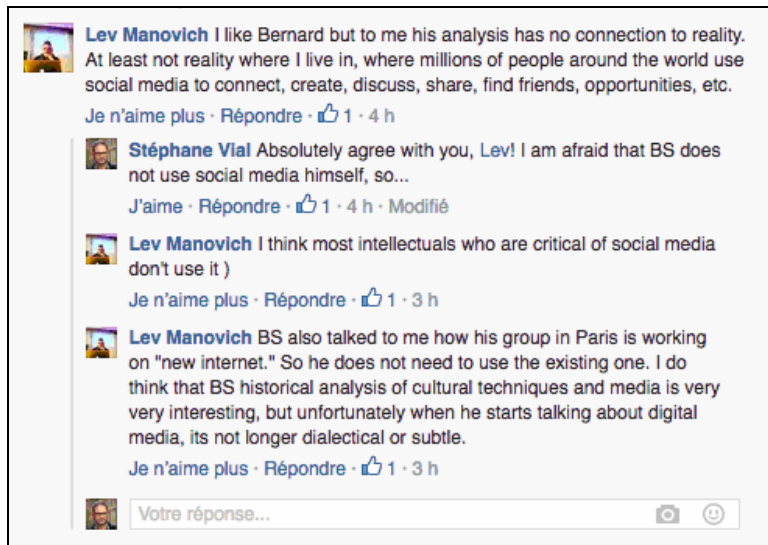 Lev Manovich I like Bernard but to me his analysis has no connection to reality.
At least not reality where I live in, where millions of people around the world use
social media to connect, create, discuss, share, find friends, opportunities, etc.
Je n'aime plus · Répondre · 1 · 4 h
Stéphane Vial Absolutely agree with you, Lev! I am afraid that BS does
not use social media himself, so...
J'aime · Répondre · 1 · 4 h · Modifié
Lev Manovich I think most intellectuals who are critical of social media
don't use it )
Je n'aime plus · Répondre · 1 · 3 h
Lev Manovich BS also talked to me how his group in Paris is working
on "new internet." So he does not need to use the existing one. I do
think that BS historical analysis of cultural techniques and media is very
very interesting, but unfortunately when he starts talking about digital
media, its not longer dialectical or subtle.
Je n'aime plus · Répondre · 1 · 3 h
Votre réponse...